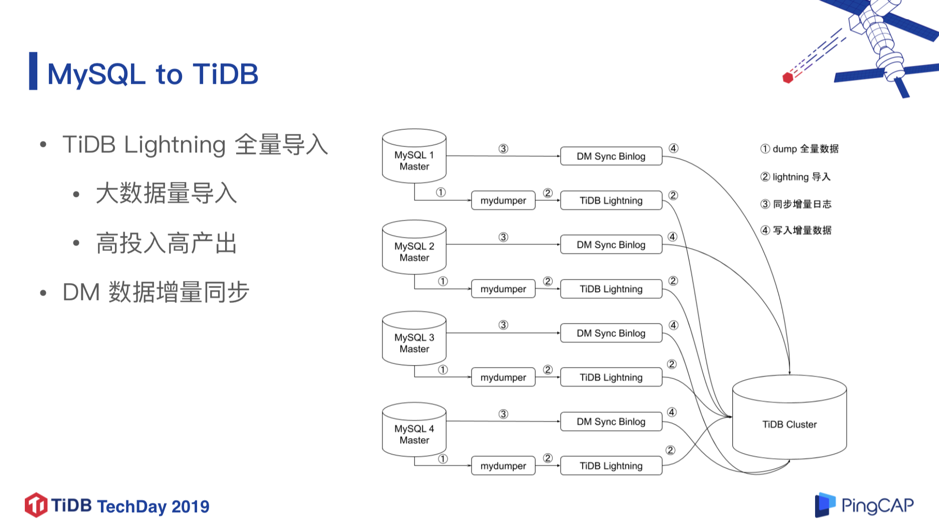 MySQL to TiDB
• TiDB Lightning 全量导入
• 大数据量导入
• 高投入高产出
• DM 数据增量同步
MySQL 1
Master
③
DM Sync Binlog
④
①
mydumper
②
TiDB Lightning
②
MySQL 2
Master
③
DM Sync Binlog
④
①
mydumper
②
TiDB Lightning
②
MySQL 3
Master
③
DM Sync Binlog
④
①
mydumper
②
TiDB Lightning
②
MySQL 4
Master
③
DM Sync Binlog
④
①
mydumper
②
TiDB Lightning
②
① dump 全量数据
② lightning 导入
③ 同步增量日志
④ 写入增量数据
TiDB Cluster
TiDB TechDay 2019
PingCAP